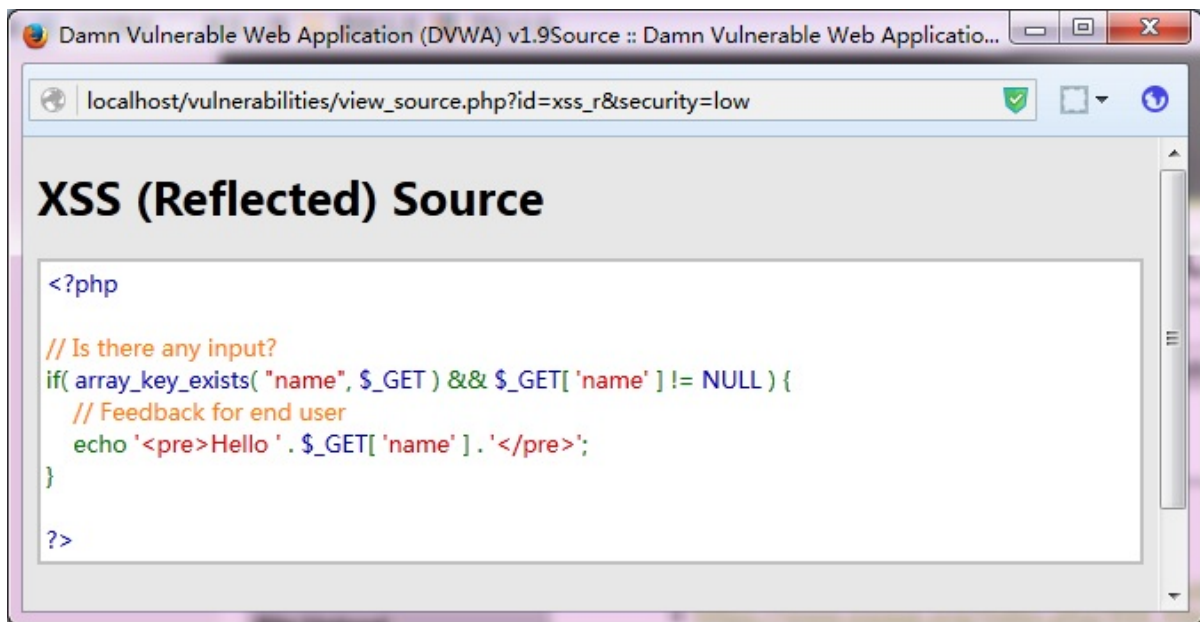 Damn Vulnerable Web Application (DVWA) v1.9Source :: Damn Vulnerable Web Applicatio...
localhost/vulnerabilities/view_source.php?id=xss_r&security=low
XSS (Reflected) Source
<?php
// Is there any input?
if( array_key_exists( "name", $_GET ) && $_GET[ 'name' ] != NULL ) {
// Feedback for end user
echo '<pre>Hello ' . $_GET[ 'name' ] . '</pre>';
}
?>